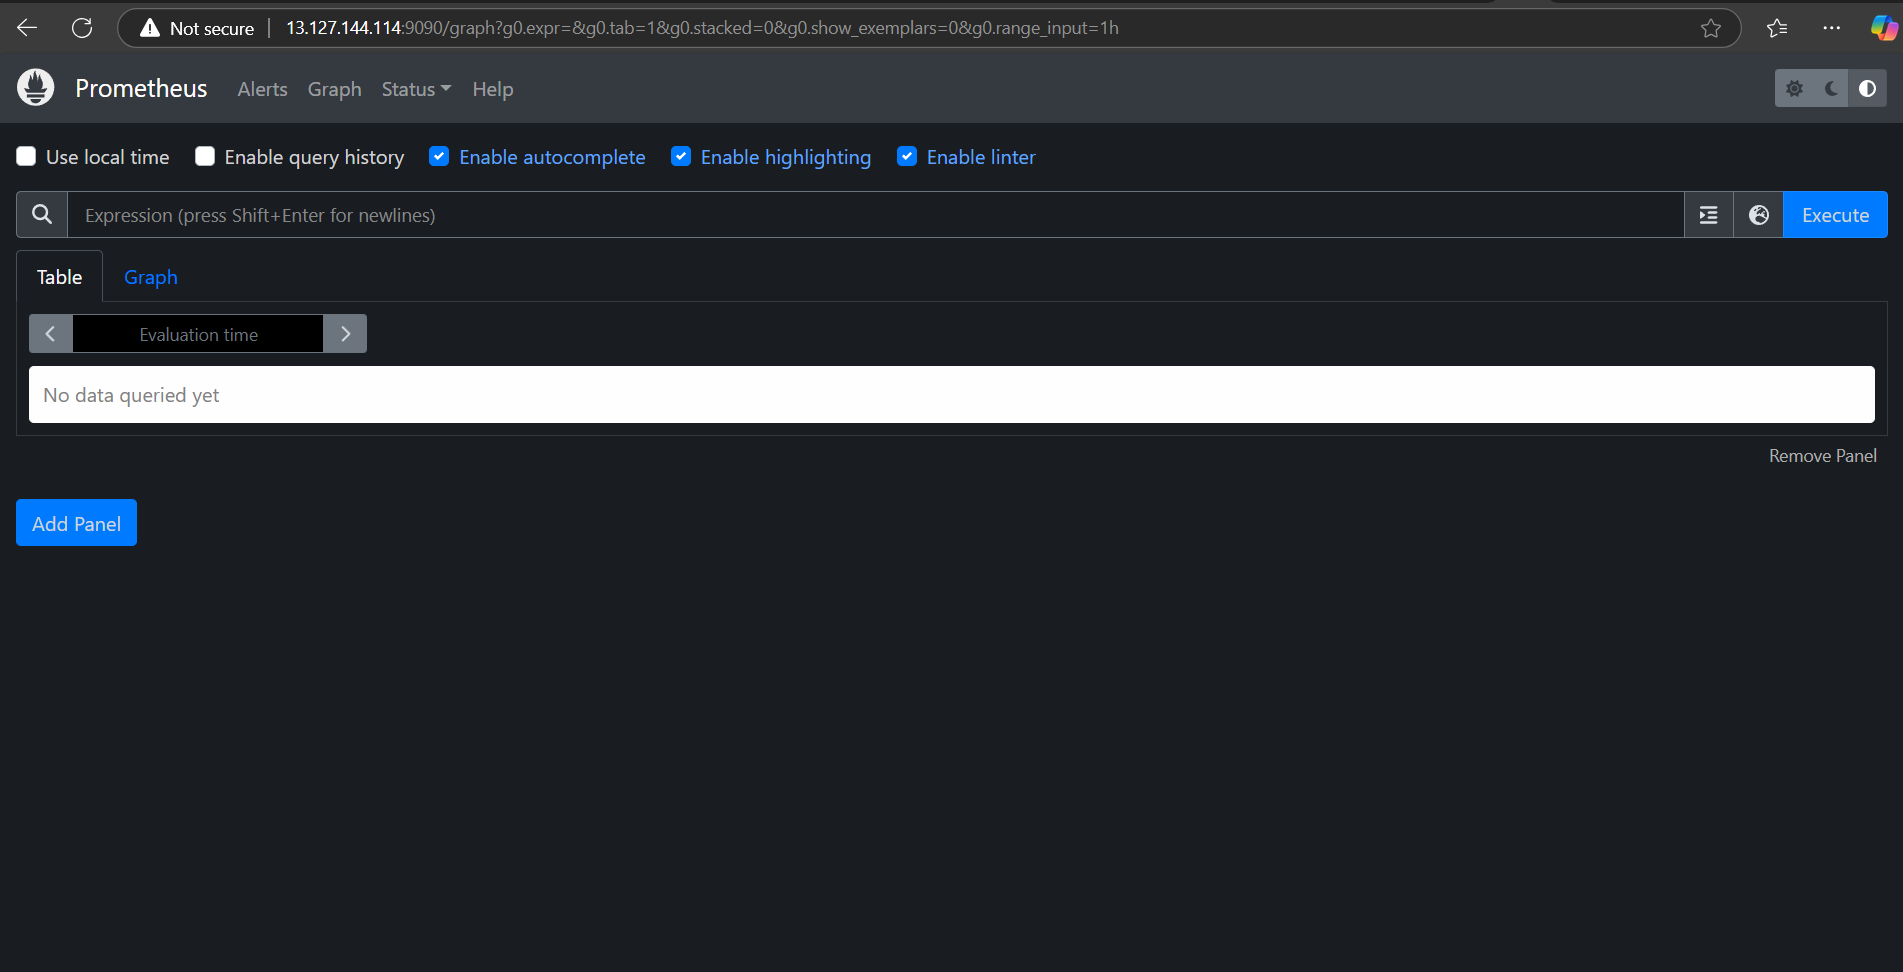 Not secure 13.127.144.114:9090/graph?g0.expr=&g0.tab=1&g0.stacked=0&g0.show_exemplars=0&g0.range_input=1h
Prometheus Alerts Graph Status Help
Use local time Enable query history Enable autocomplete Enable highlighting Enable linter
Expression (press Shift+Enter for newlines) Execute
Table Graph
Evaluation time
No data queried yet
Remove Panel
Add Panel